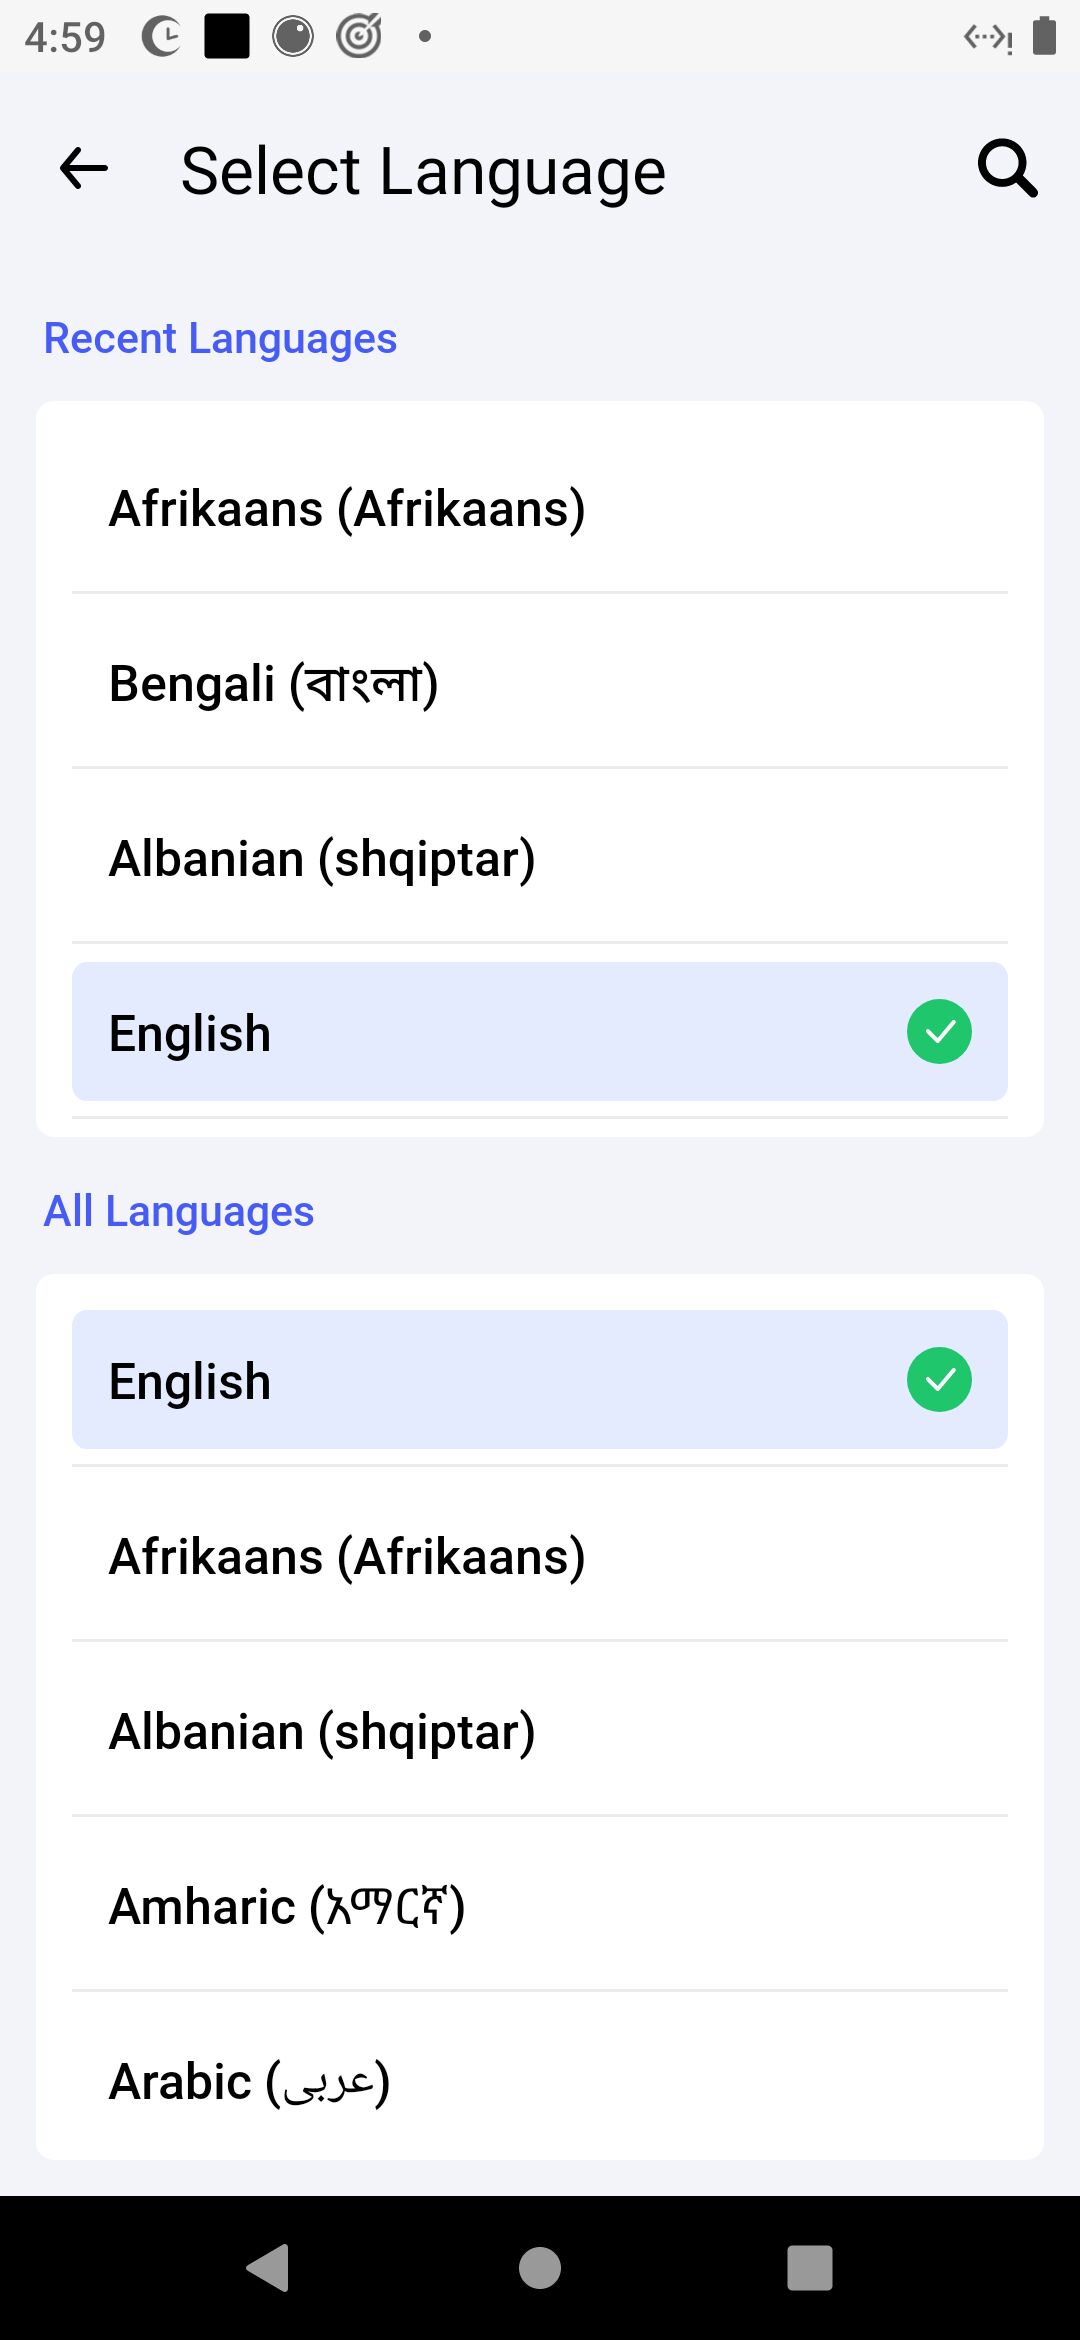 4:59
Select Language
Recent Languages
Afrikaans (Afrikaans)
Bengali (বাংলা)
Albanian (shqiptar)
English
All Languages
English
Afrikaans (Afrikaans)
Albanian (shqiptar)
Amharic (አማርኛ)
Arabic (عربی)